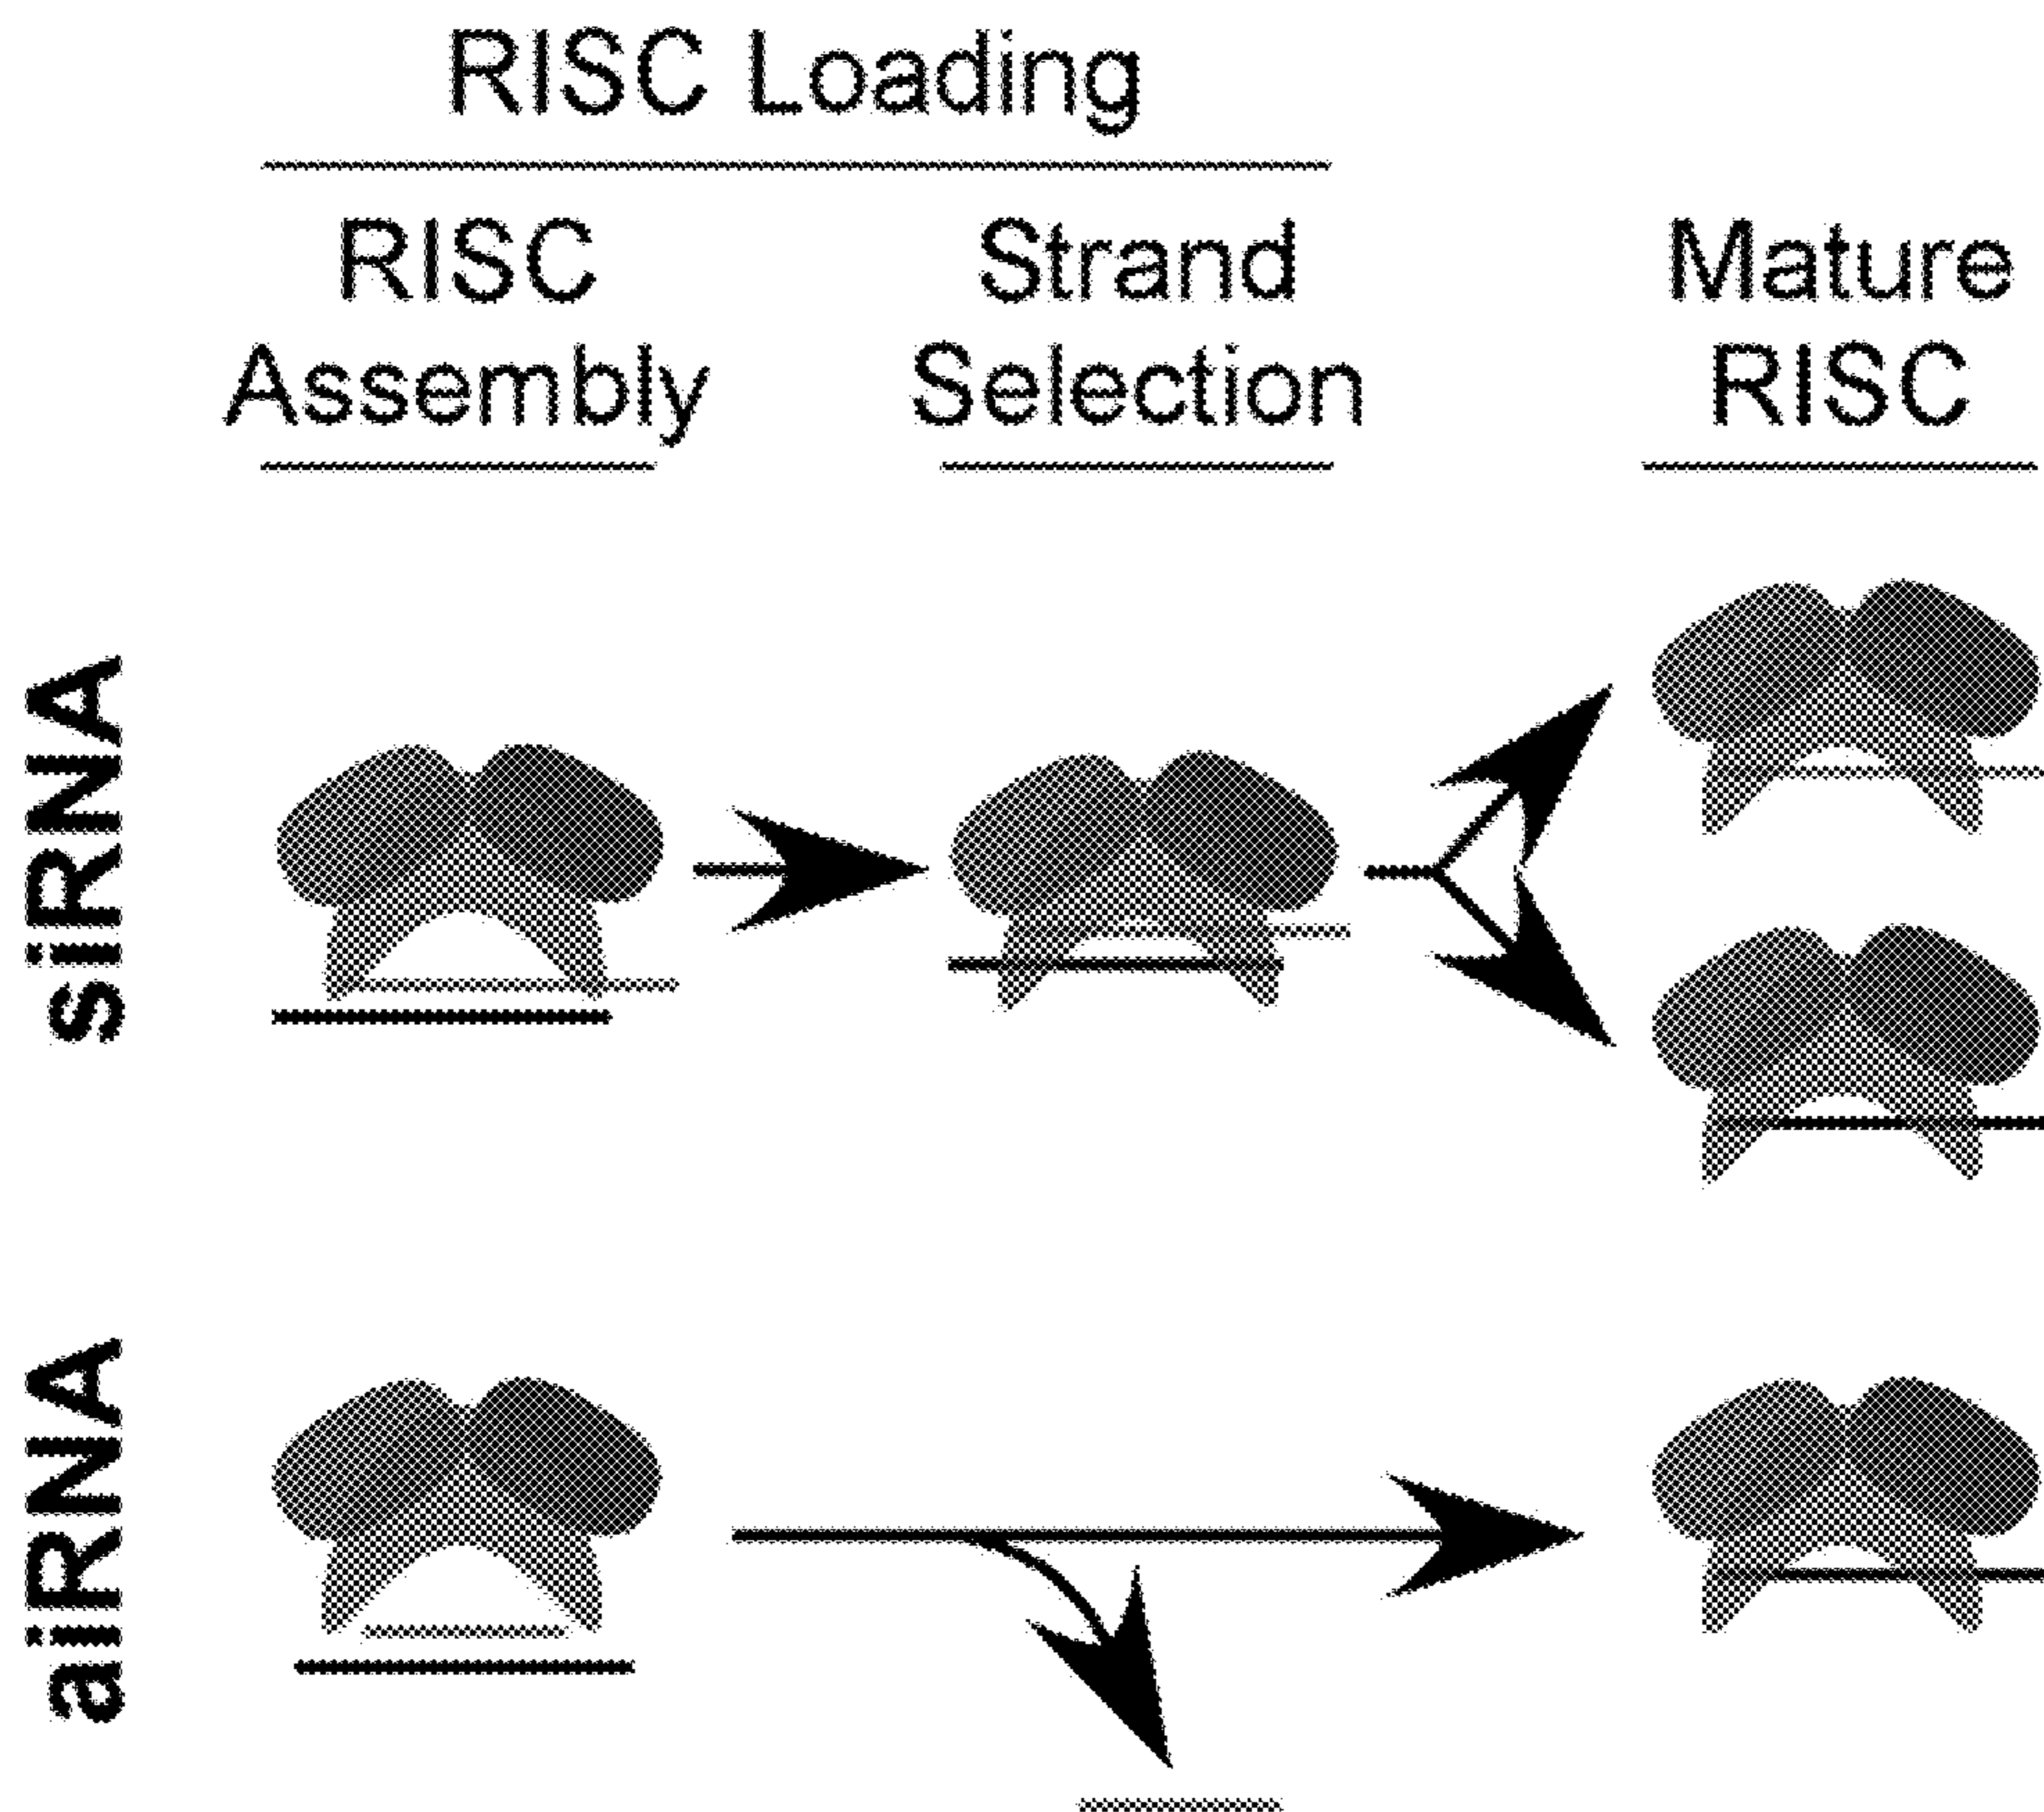 RISC Loading
RISC Assembly
Strand Selection
Mature RISC
siRNA
aiRNA